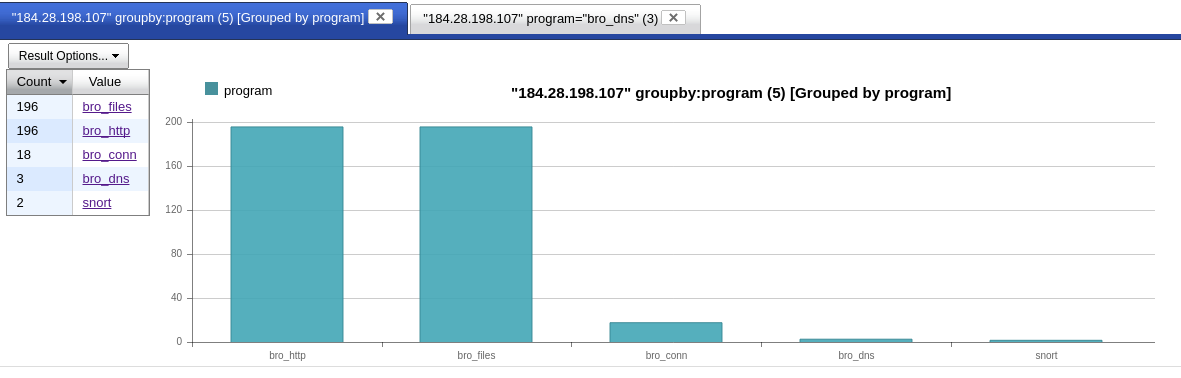 "184.28.198.107" groupby:program (5) [Grouped by program]
"184.28.198.107" program="bro_dns" (3)
Result Options...
Count Value
196 bro_files
196 bro_http
18 bro_conn
3 bro_dns
2 snort
program
"184.28.198.107" groupby:program (5) [Grouped by program]
200
160
120
80
40
0
bro_http bro_files bro_conn bro_dns snort